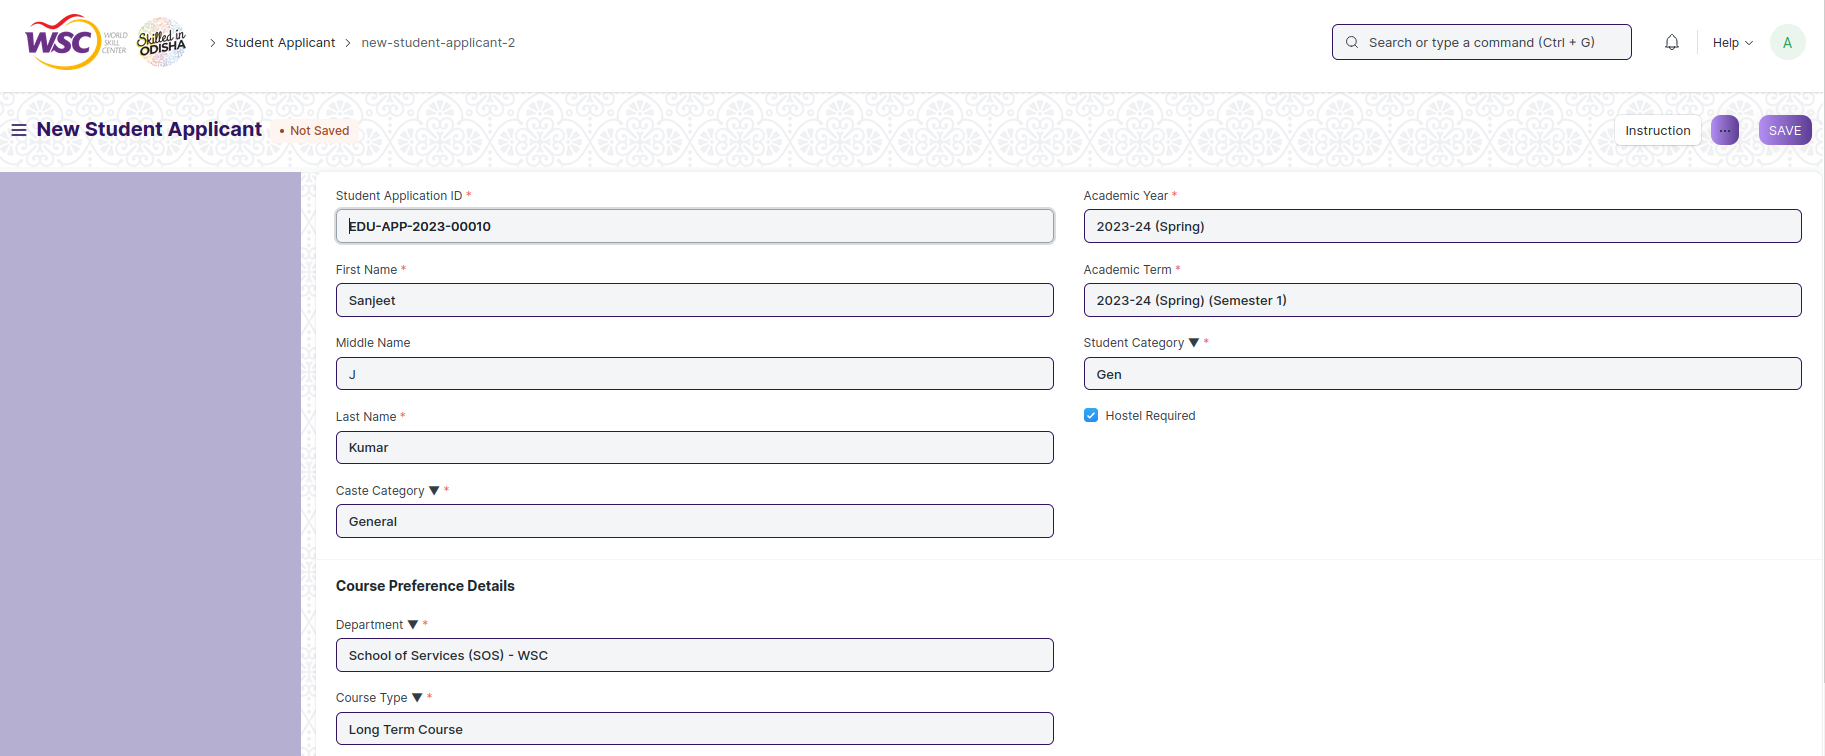 WSC WORLD SKILL CENTER Skilled in ODISHA > Student Applicant > new-student-applicant-2 Search or type a command (Ctrl + G) Help A
New Student Applicant • Not Saved Instruction ... SAVE
Student Application ID *
EDU-APP-2023-00010
First Name *
Sanjeet
Middle Name
J
Last Name *
Kumar
Caste Category ▼ *
General
Academic Year *
2023-24 (Spring)
Academic Term *
2023-24 (Spring) (Semester 1)
Student Category ▼ *
Gen
Hostel Required
Course Preference Details
Department ▼ *
School of Services (SOS) - WSC
Course Type ▼ *
Long Term Course